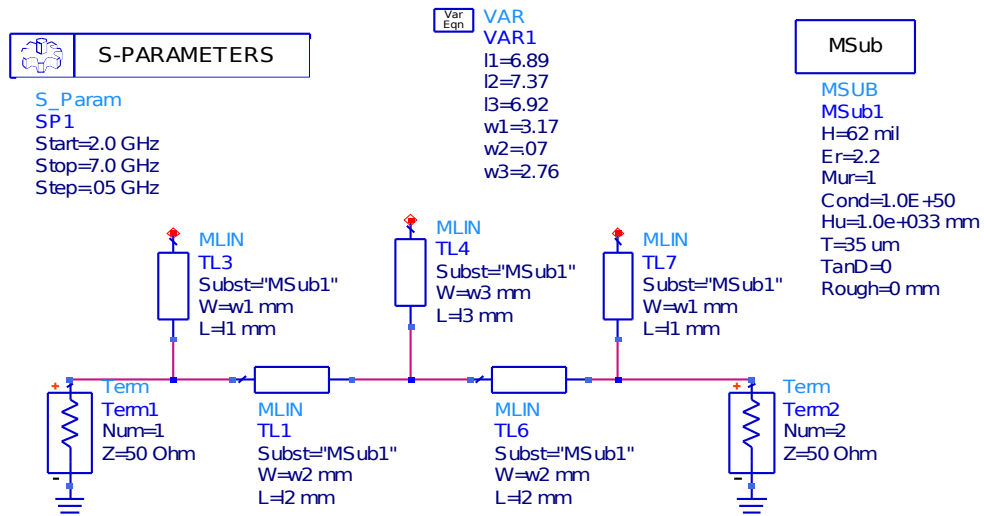 S-PARAMETERS
S_Param
SP1
Start=2.0 GHz
Stop=7.0 GHz
Step=.05 GHz
Var
Eqn
VAR
VAR1
l1=6.89
l2=7.37
l3=6.92
w1=3.17
w2=.07
w3=2.76
MSub
MSUB
MSub1
H=62 mil
Er=2.2
Mur=1
Cond=1.0E+50
Hu=1.0e+033 mm
T=35 um
TanD=0
Rough=0 mm
MLIN
TL3
Subst="MSub1"
W=w1 mm
L=l1 mm
MLIN
TL4
Subst="MSub1"
W=w3 mm
L=l3 mm
MLIN
TL7
Subst="MSub1"
W=w1 mm
L=l1 mm
+
-
Term
Term1
Num=1
Z=50 Ohm
MLIN
TL1
Subst="MSub1"
W=w2 mm
L=l2 mm
MLIN
TL6
Subst="MSub1"
W=w2 mm
L=l2 mm
+
-
Term
Term2
Num=2
Z=50 Ohm